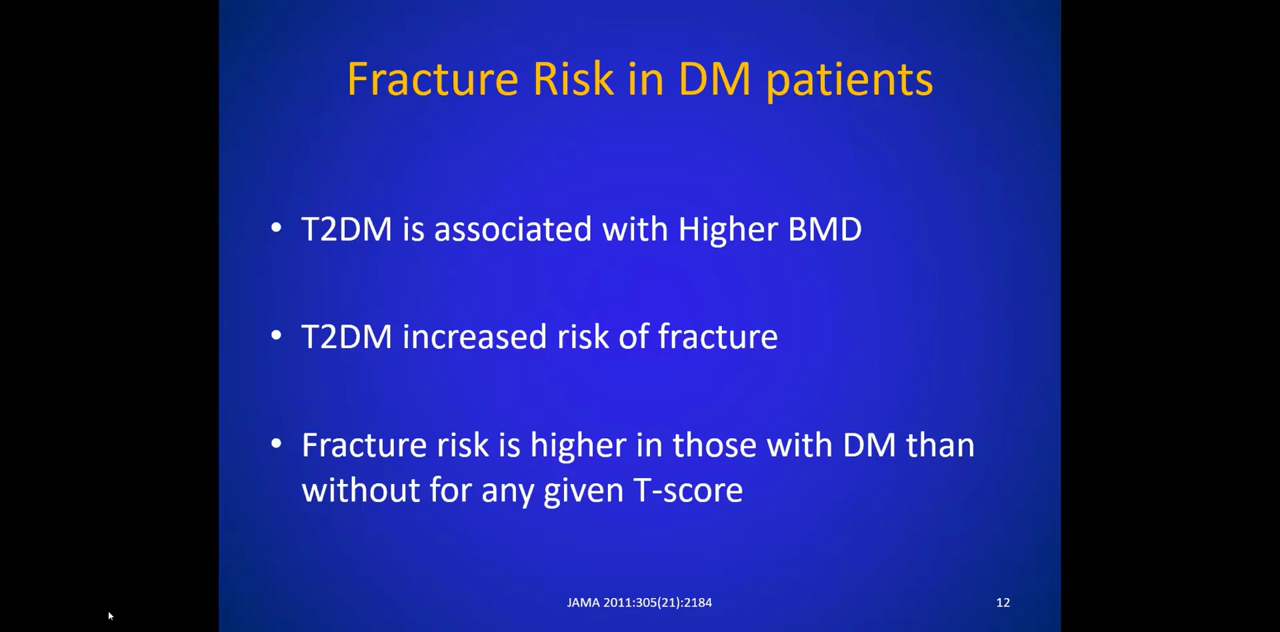 Fracture Risk in DM patients
• T2DM is associated with Higher BMD
• T2DM increased risk of fracture
• Fracture risk is higher in those with DM than
without for any given T-score
JAMA 2011:305(21):2184
12